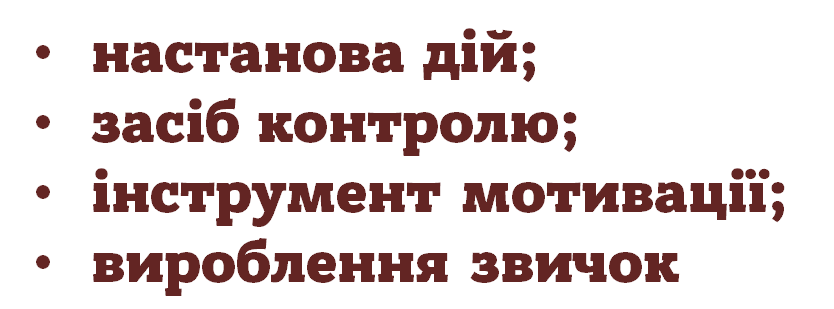 • настанова дій;
• засіб контролю;
• інструмент мотивації;
• вироблення звичок